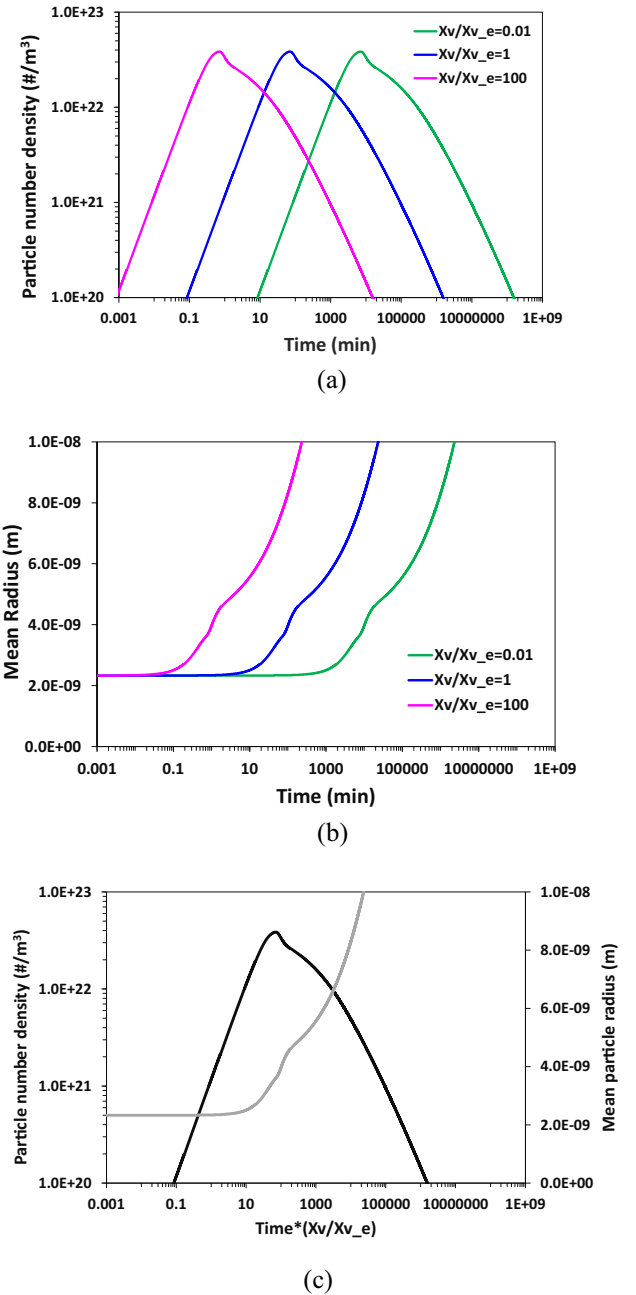 1.0E+23
Xv/Xv_e=0.01
Xv/Xv_e=1
Xv/Xv_e=100
1.0E+22
1.0E+21
1.0E+20
Particle number density (#/m³)
0.001 0.1 10 1000 100000 10000000 1E+09
Time (min)
(a)
1.0E-08
8.0E-09
6.0E-09
4.0E-09
2.0E-09
0.0E+00
Mean Radius (m)
Xv/Xv_e=0.01
Xv/Xv_e=1
Xv/Xv_e=100
0.001 0.1 10 1000 100000 10000000 1E+09
Time (min)
(b)
1.0E+23
1.0E+22
1.0E+21
1.0E+20
Particle number density (#/m³)
1.0E-08
8.0E-09
6.0E-09
4.0E-09
2.0E-09
0.0E+00
Mean particle radius (m)
0.001 0.1 10 1000 100000 10000000 1E+09
Time*(Xv/Xv_e)
(c)